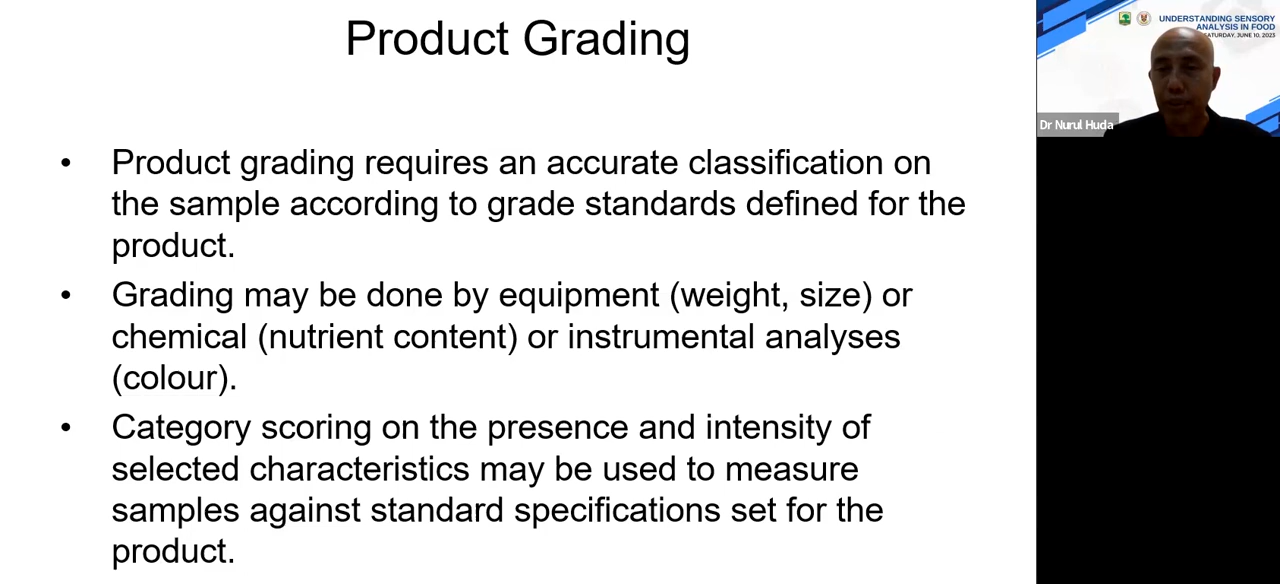 Product Grading
• Product grading requires an accurate classification on
the sample according to grade standards defined for the
product.
• Grading may be done by equipment (weight, size) or
chemical (nutrient content) or instrumental analyses
(colour).
• Category scoring on the presence and intensity of
selected characteristics may be used to measure
samples against standard specifications set for the
product.
UNDERSTANDING SENSORY
ANALYSIS IN FOOD
SATURDAY, JUNE 10, 2023
Dr Nurul Huda